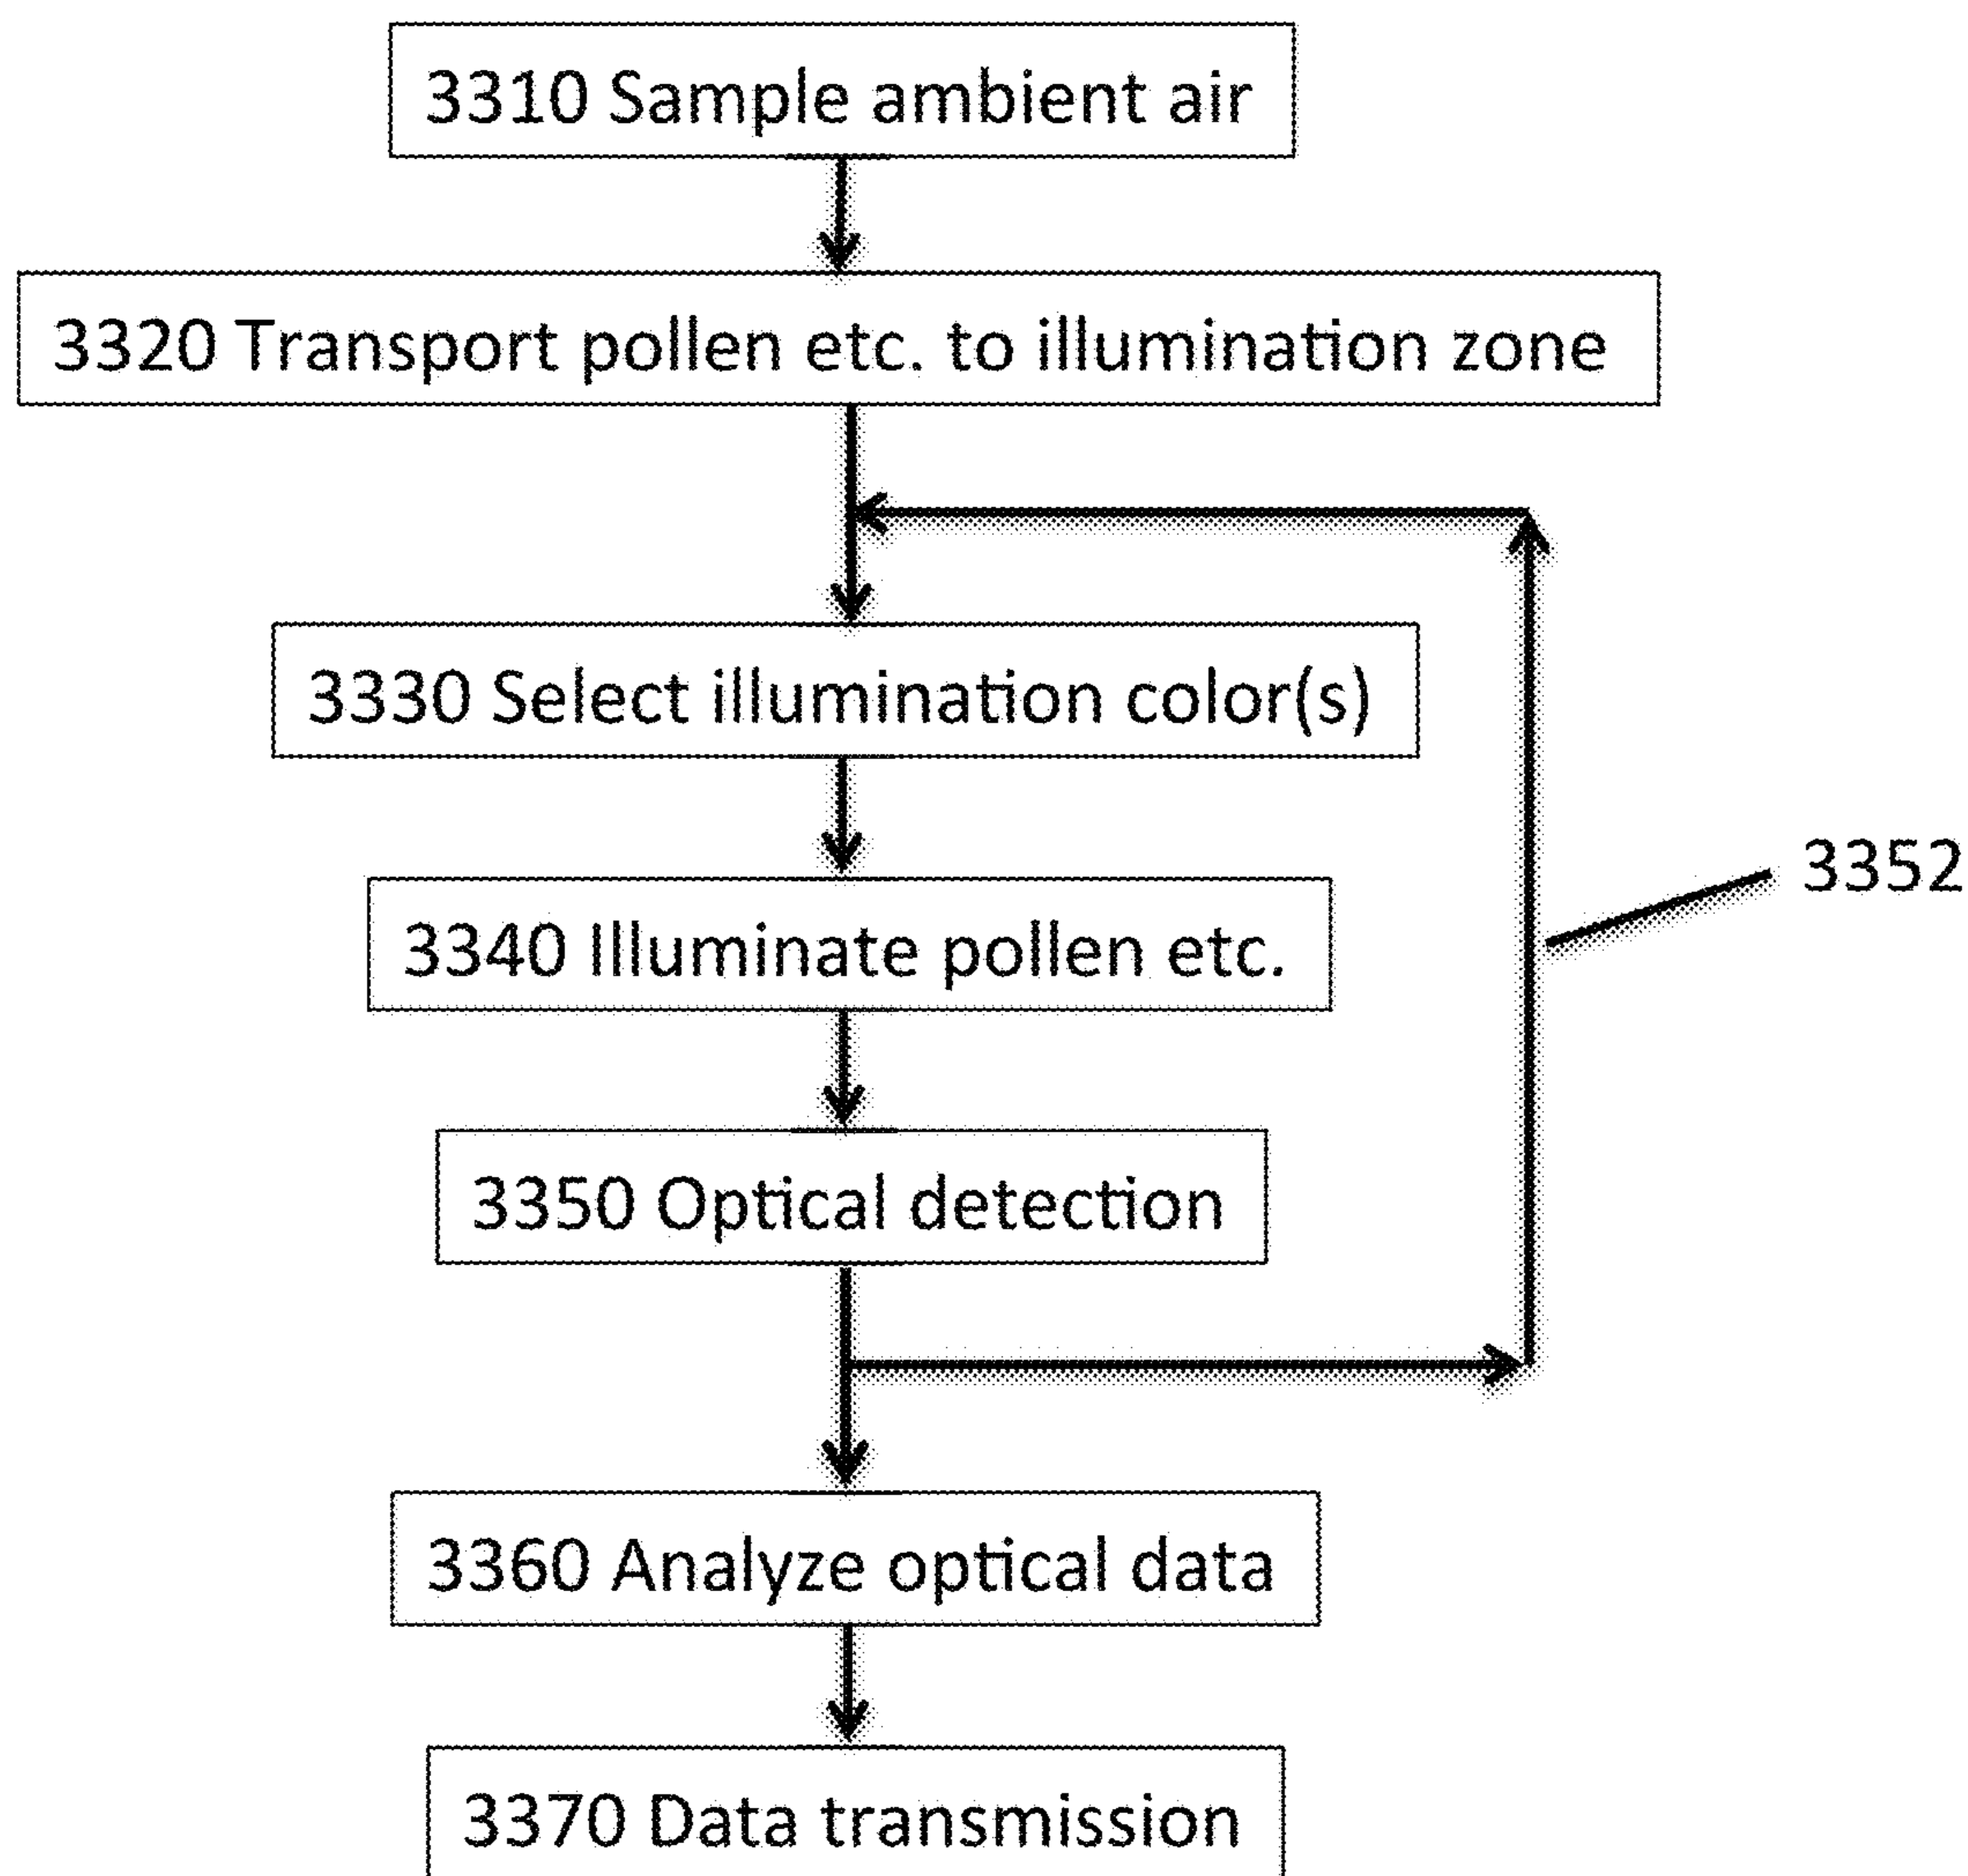 3310 Sample ambient air
3320 Transport pollen etc. to illumination zone
3330 Select illumination color(s)
3352
3340 Illuminate pollen etc.
3350 Optical detection
3360 Analyze optical data
3370 Data transmission